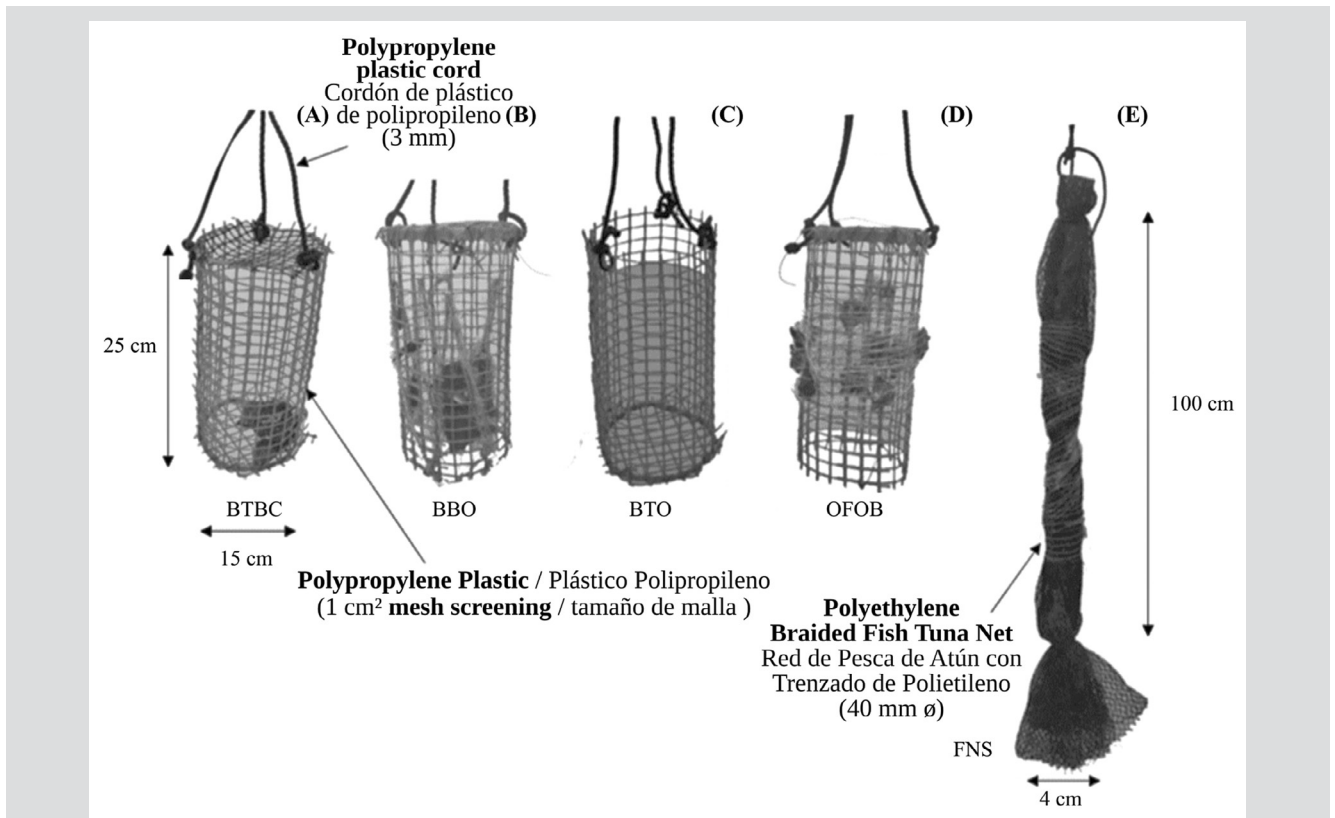 Polypropylene
plastic cord
Cordón de plástico
(A) de polipropileno (B)
(3 mm)
(C)
(D)
(E)
25 cm
100 cm
BTBC
BBO
BTO
OFOB
15 cm
Polypropylene Plastic / Plástico Polipropileno
(1 cm² mesh screening / tamaño de malla )
Polyethylene
Braided Fish Tuna Net
Red de Pesca de Atún con
Trenzado de Polietileno
(40 mm ø)
FNS
4 cm